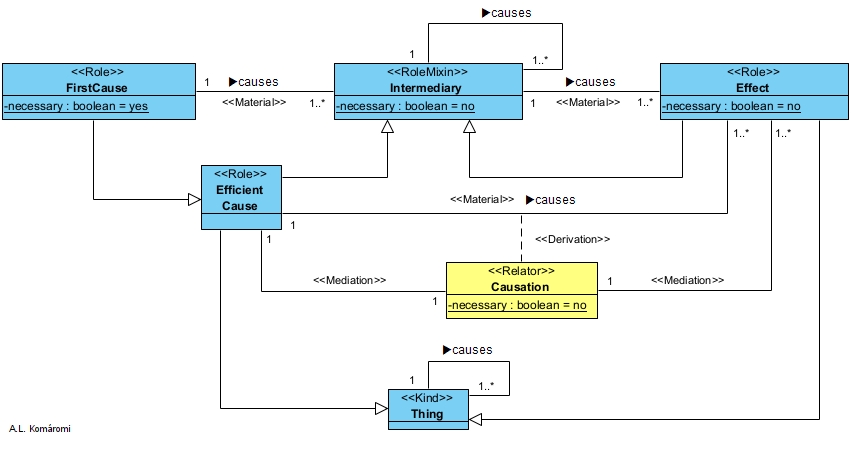 ▶causes
1
1..*
<<Role>>
FirstCause
-necessary : boolean = yes
1
▶causes
<<Material>>
1..*
<<RoleMixin>>
Intermediary
-necessary : boolean = no
1
▶causes
<<Material>>
1..*
<<Role>>
Effect
-necessary : boolean = no
1..*
1..*
<<Role>>
Efficient
Cause
1
1
<<Material>>
▶causes
<<Derivation>>
<<Mediation>>
1
<<Relator>>
Causation
-necessary : boolean = no
1
<<Mediation>>
▶causes
1
1..*
<<Kind>>
Thing
A.L. Komáromi